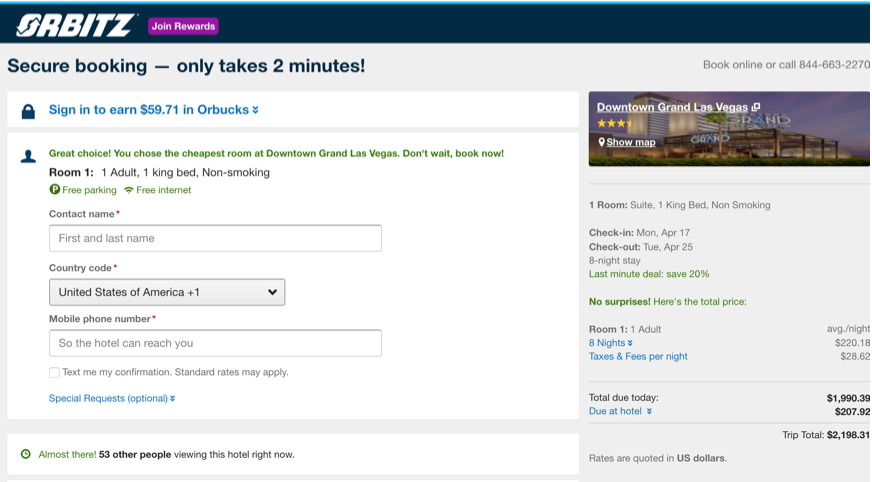 ORBITZ Join Rewards
Secure booking — only takes 2 minutes!
Book online or call 844-663-2270
Sign in to earn $59.71 in Orbucks
Great choice! You chose the cheapest room at Downtown Grand Las Vegas. Don't wait, book now!
Room 1: 1 Adult, 1 king bed, Non-smoking
P Free parking Free internet
Contact name*
First and last name
Country code*
United States of America +1
Mobile phone number*
So the hotel can reach you
Text me my confirmation. Standard rates may apply.
Special Requests (optional)
Almost there! 53 other people viewing this hotel right now.
Downtown Grand Las Vegas
GRAND
GRAND
Show map
1 Room: Suite, 1 King Bed, Non Smoking
Check-in: Mon, Apr 17
Check-out: Tue, Apr 25
8-night stay
Last minute deal: save 20%
No surprises! Here's the total price:
Room 1: 1 Adult avg./night
8 Nights $220.18
Taxes & Fees per night $28.62
Total due today: $1,990.39
Due at hotel $207.92
Trip Total: $2,198.31
Rates are quoted in US dollars.